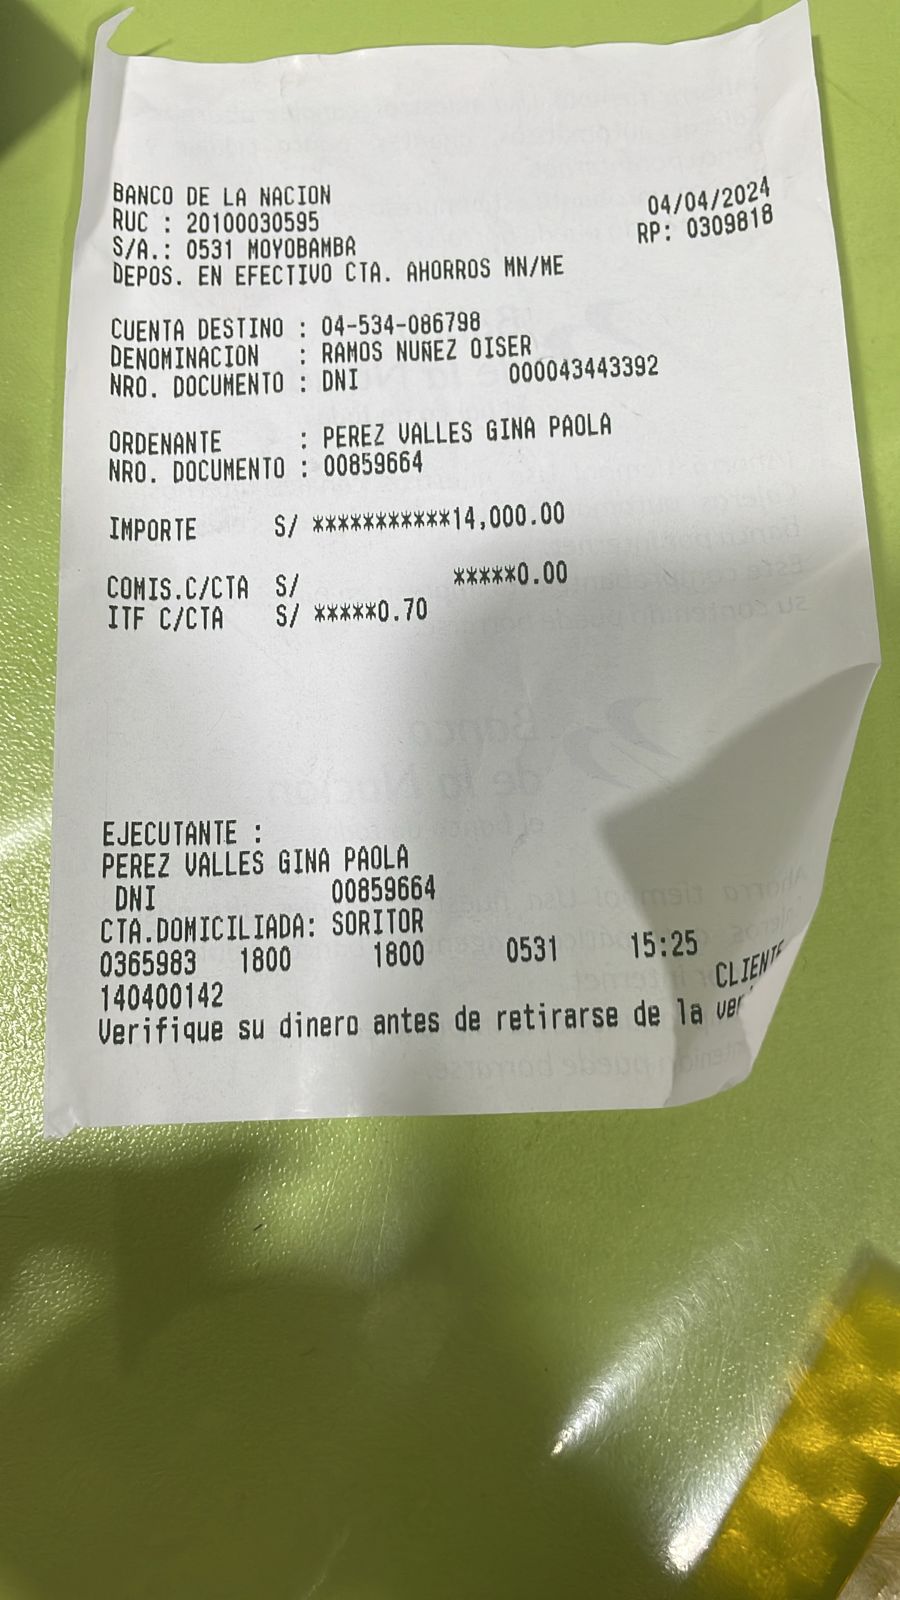 BANCO DE LA NACION 04/04/2024
RUC : 20100030595 RP: 0309818
S/A.: 0531 MOYOBAMBA
DEPOS. EN EFECTIVO CTA. AHORROS MN/ME
CUENTA DESTINO : 04-534-086798
DENOMINACION : RAMOS NUÑEZ OISER
NRO. DOCUMENTO : DNI 000043443392
ORDENANTE : PEREZ VALLES GINA PAOLA
NRO. DOCUMENTO : 00859664
IMPORTE S/ ***********14,000.00
COMIS.C/CTA S/ *****0.00
ITF C/CTA S/ *****0.70
EJECUTANTE :
PEREZ VALLES GINA PAOLA
DNI 00859664
CTA.DOMICILIADA: SORITOR
0365983 1800 1800 0531 15:25
140400142 CLIENTE
Verifique su dinero antes de retirarse de la